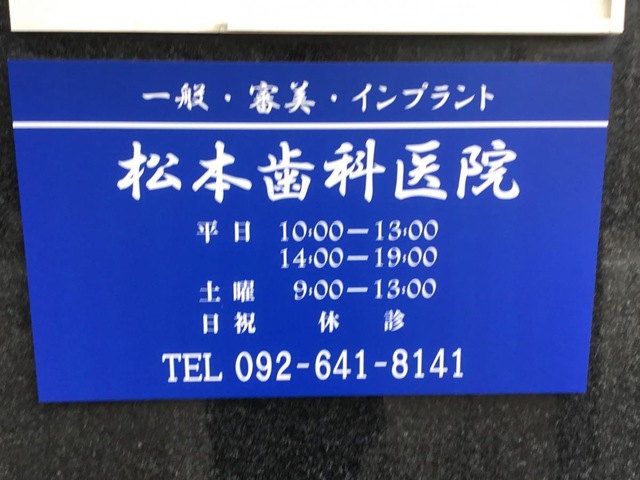 一般・審美・インプラント
松本歯科医院
平日 10:00-13:00
14:00-19:00
土曜 9:00-13:00
日祝 休診
TEL 092-641-8141